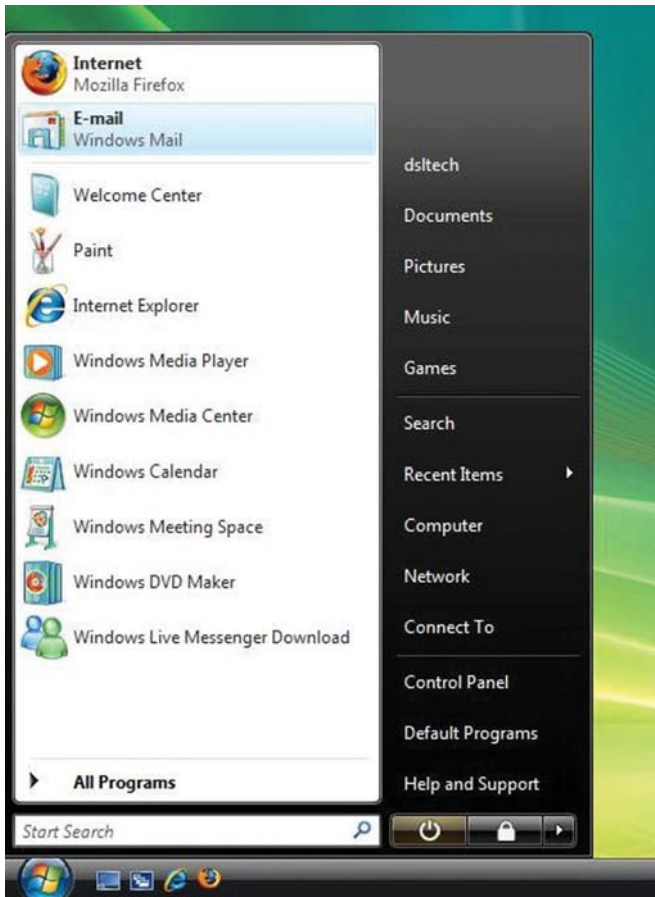 Internet
Mozilla Firefox
E-mail
Windows Mail
Welcome Center
Paint
Internet Explorer
Windows Media Player
Windows Media Center
Windows Calendar
Windows Meeting Space
Windows DVD Maker
Windows Live Messenger Download
All Programs
Start Search
dsltech
Documents
Pictures
Music
Games
Search
Recent Items
Computer
Network
Connect To
Control Panel
Default Programs
Help and Support